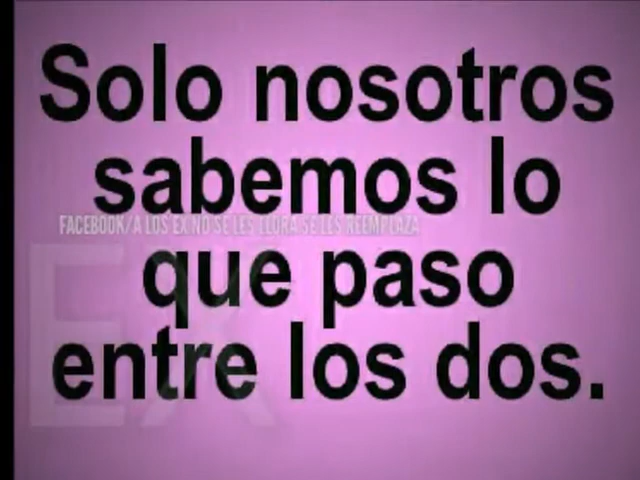 Solo nosotros
sabemos lo
FACEBOOK/A LOS EX NO SE LES LLORA SE LES REEMPLAZA
que paso
entre los dos.
EX